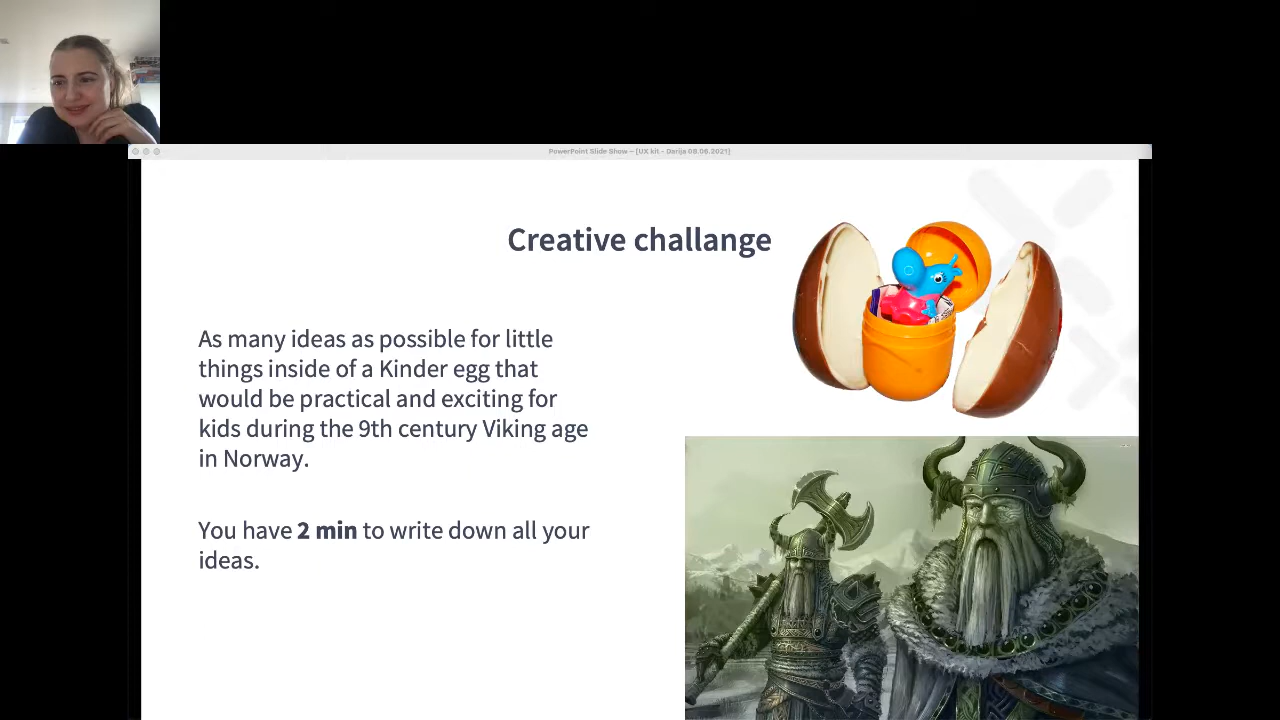 PowerPoint Slide Show – [UX kit - Darija 08.06.2021]
Creative challange
As many ideas as possible for little
things inside of a Kinder egg that
would be practical and exciting for
kids during the 9th century Viking age
in Norway.
You have 2 min to write down all your
ideas.